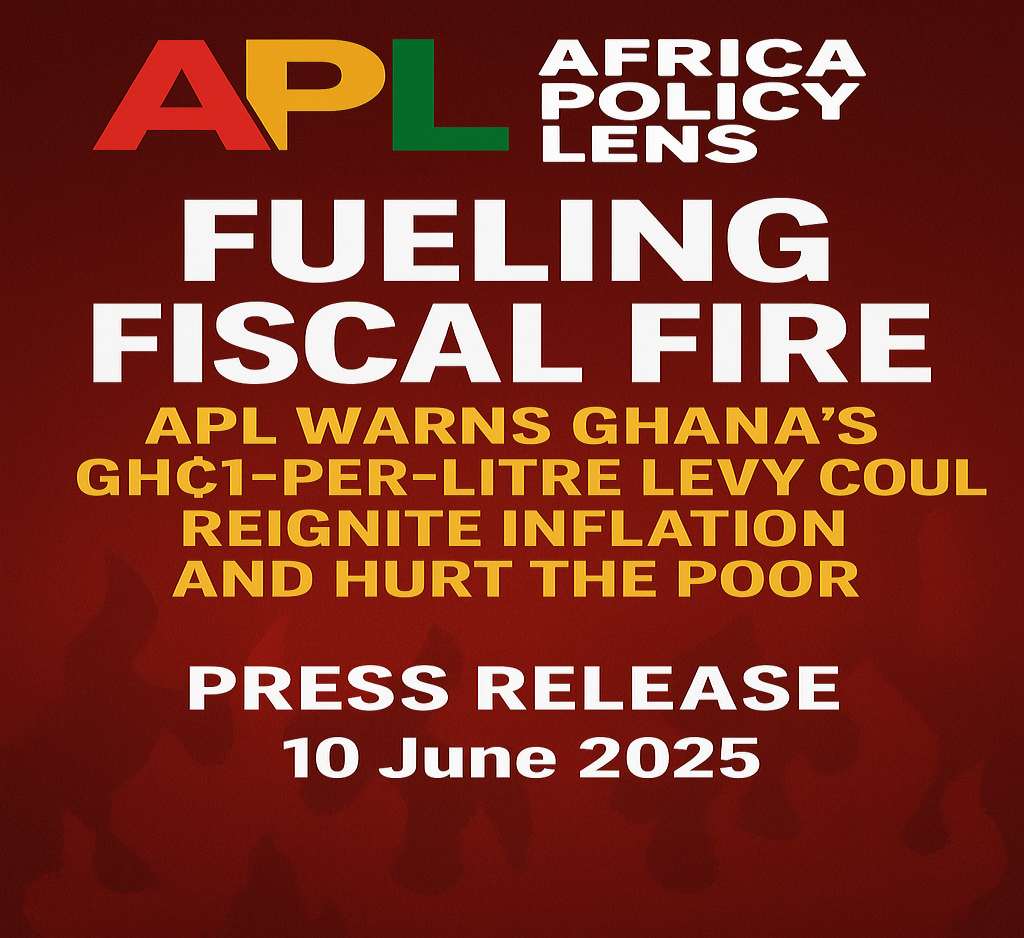 APL
AFRICA
POLICY
LENS
FUELING
FISCAL FIRE
APL WARNS GHANA’S
GH₵1-PER-LITRE LEVY COUL
REIGNITE INFLATION
AND HURT THE POOR
PRESS RELEASE
10 June 2025